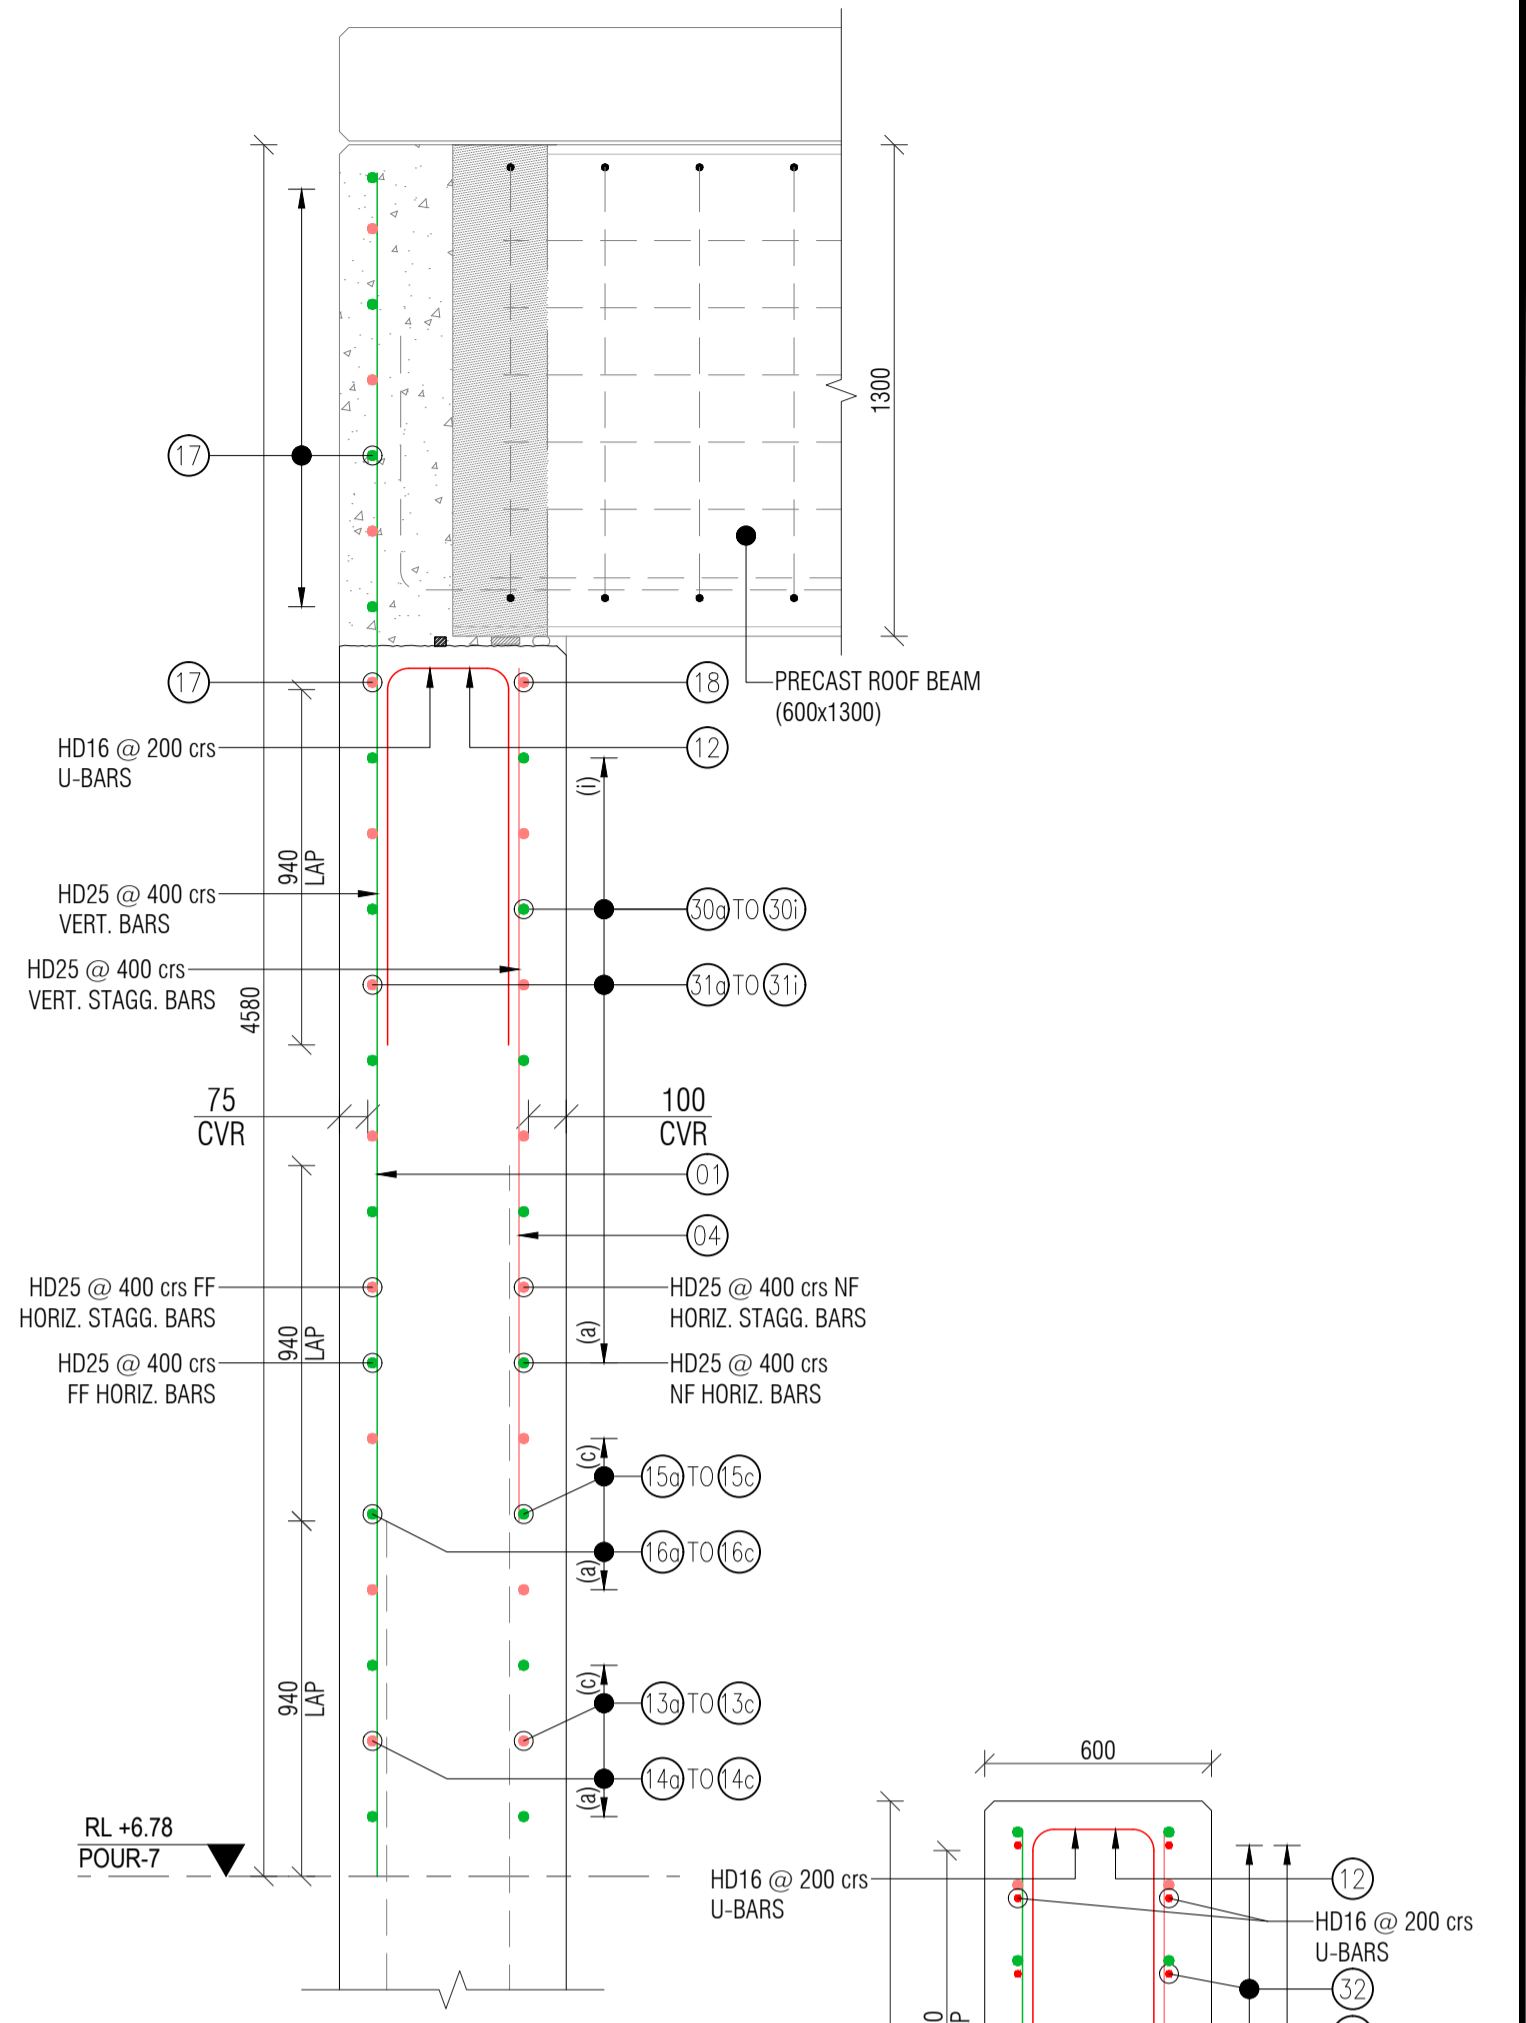 1300
17
17
18
PRECAST ROOF BEAM
(600x1300)
HD16 @ 200 crs
U-BARS
12
(i)
940
LAP
HD25 @ 400 crs
VERT. BARS
30a TO 30i
HD25 @ 400 crs
VERT. STAGG. BARS
31a TO 31i
4580
75
CVR
100
CVR
01
04
HD25 @ 400 crs FF
HORIZ. STAGG. BARS
HD25 @ 400 crs NF
HORIZ. STAGG. BARS
940
LAP
(a)
HD25 @ 400 crs
FF HORIZ. BARS
HD25 @ 400 crs
NF HORIZ. BARS
(c)
15a TO 15c
16a TO 16c
(a)
940
LAP
(c)
13a TO 13c
14a TO 14c
(a)
RL +6.78
POUR-7
600
HD16 @ 200 crs
U-BARS
12
HD16 @ 200 crs
U-BARS
32